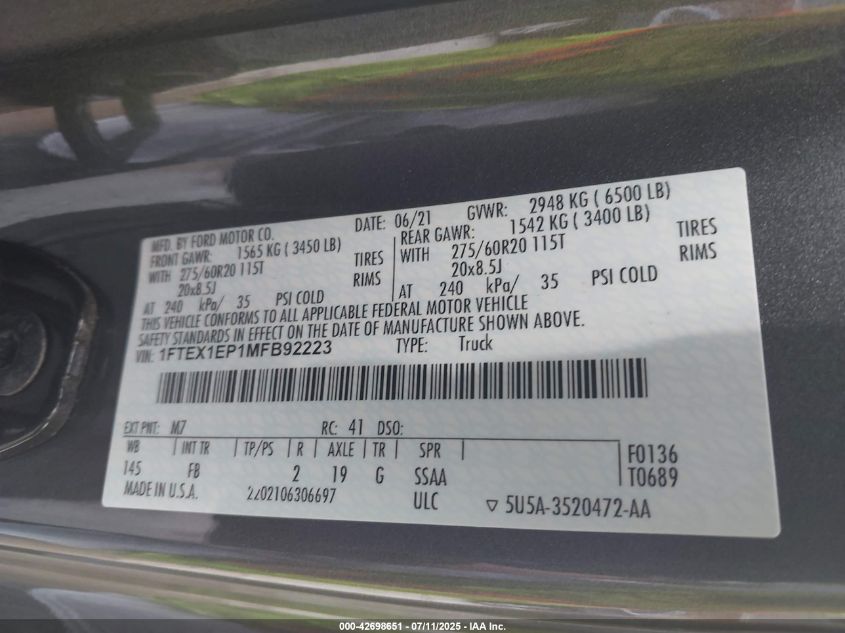 MFD. BY FORD MOTOR CO. DATE: 06/21 GVWR: 2948 KG ( 6500 LB)
FRONT GAWR: 1565 KG ( 3450 LB) REAR GAWR: 1542 KG ( 3400 LB)
WITH 275/60R20 115T TIRES WITH 275/60R20 115T TIRES
20x8.5J RIMS 20x8.5J RIMS
AT 240 kPa/ 35 PSI COLD AT 240 kPa/ 35 PSI COLD
THIS VEHICLE CONFORMS TO ALL APPLICABLE FEDERAL MOTOR VEHICLE
SAFETY STANDARDS IN EFFECT ON THE DATE OF MANUFACTURE SHOWN ABOVE.
VIN: 1FTEX1EP1MFB92223 TYPE: Truck
EXT PNT: M7 RC: 41 DSO:
WB INT TR TP/PS R AXLE TR SPR F0136
145 FB 2 19 G SSAA T0689
MADE IN U.S.A. 2202106306697 ULC 5U5A-3520472-AA
000-42698651 - 07/11/2025 - IAA Inc.